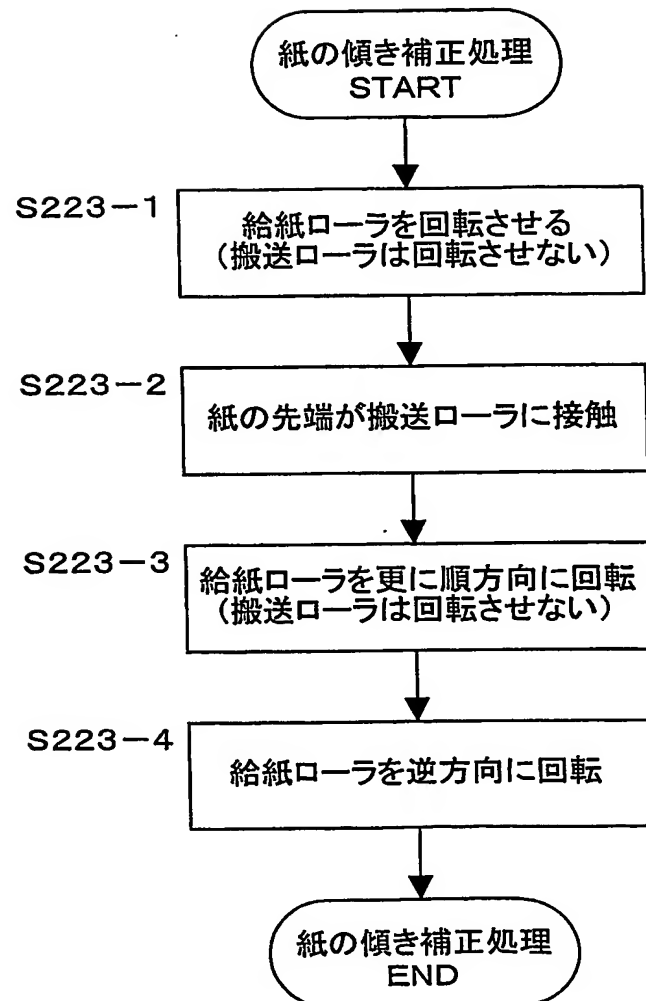 紙の傾き補正処理
START
S223－1
給紙ローラを回転させる
（搬送ローラは回転させない）
S223－2
紙の先端が搬送ローラに接触
S223－3
給紙ローラを更に順方向に回転
（搬送ローラは回転させない）
S223－4
給紙ローラを逆方向に回転
紙の傾き補正処理
END